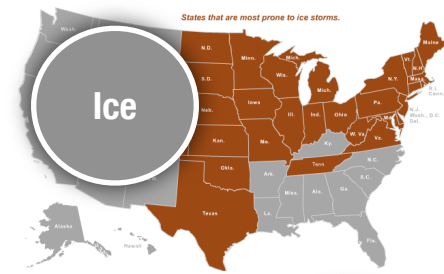 States that are most prone to ice storms.
Ice
Wash.
N.D.
Minn.
Mich.
Maine
Vt.
N.H.
Wis.
S.D.
Mich.
N.Y.
Mass.
R.I.
Conn.
Iowa
Neb.
Pa.
N.J.
Wash., D.C.
Del.
Ill.
Ind.
Ohio
Md.
W. Va.
Va.
Kan.
Mo.
Ky.
Tenn.
N.C.
Okla.
Ark.
S.C.
Miss.
Ala.
Ga.
Texas
La.
Fla.
Alaska
Hawaii